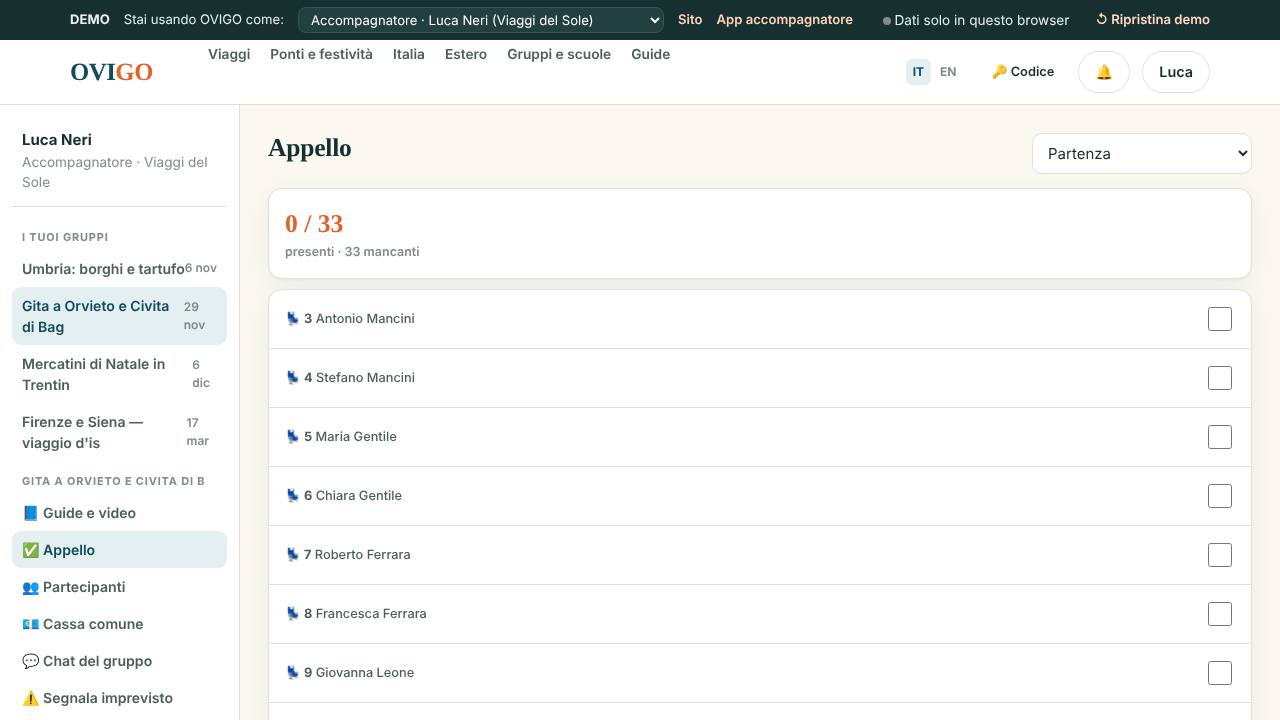 DEMO Stai usando OVIGO come: Accompagnatore · Luca Neri (Viaggi del Sole) Sito App accompagnatore Dati solo in questo browser ↺ Ripristina demo
OVIGO Viaggi Ponti e festività Italia Estero Gruppi e scuole Guide IT EN 🔑 Codice 🔔 Luca
Luca Neri
Accompagnatore · Viaggi del
Sole
I TUOI GRUPPI
Umbria: borghi e tartufo 6 nov
Gita a Orvieto e Civita
di Bag
29
nov
Mercatini di Natale in
Trentin
6
dic
Firenze e Siena —
viaggio d'is
17
mar
GITA A ORVIETO E CIVITA DI B
📘 Guide e video
✅ Appello
👥 Partecipanti
💶 Cassa comune
💬 Chat del gruppo
⚠️ Segnala imprevisto
Appello
Partenza
0 / 33
presenti · 33 mancanti
💺 3 Antonio Mancini
💺 4 Stefano Mancini
💺 5 Maria Gentile
💺 6 Chiara Gentile
💺 7 Roberto Ferrara
💺 8 Francesca Ferrara
💺 9 Giovanna Leone